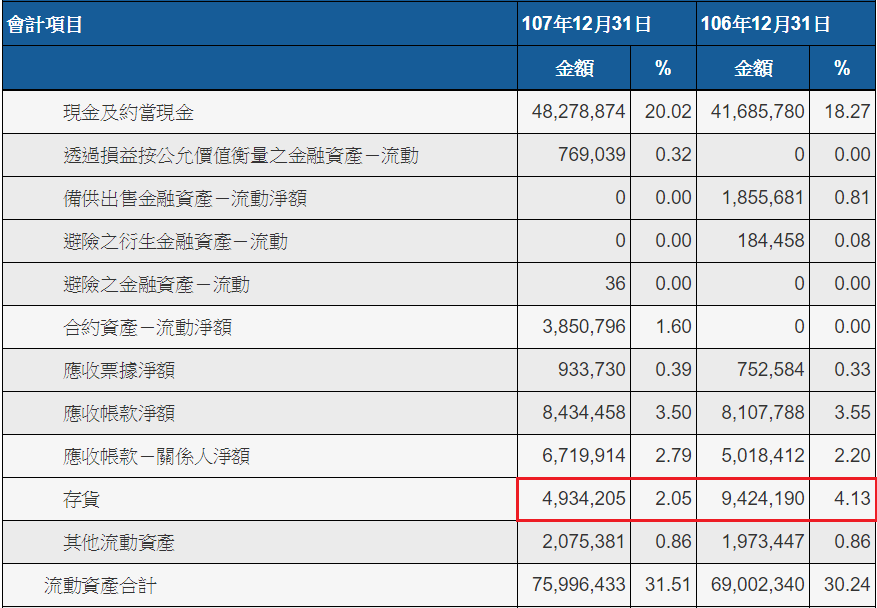 會計項目 107年12月31日 106年12月31日
金額 % 金額 %
現金及約當現金 48,278,874 20.02 41,685,780 18.27
透過損益按公允價值衡量之金融資產－流動 769,039 0.32 0 0.00
備供出售金融資產－流動淨額 0 0.00 1,855,681 0.81
避險之衍生金融資產－流動 0 0.00 184,458 0.08
避險之金融資產－流動 36 0.00 0 0.00
合約資產－流動淨額 3,850,796 1.60 0 0.00
應收票據淨額 933,730 0.39 752,584 0.33
應收帳款淨額 8,434,458 3.50 8,107,788 3.55
應收帳款－關係人淨額 6,719,914 2.79 5,018,412 2.20
存貨 4,934,205 2.05 9,424,190 4.13
其他流動資產 2,075,381 0.86 1,973,447 0.86
流動資產合計 75,996,433 31.51 69,002,340 30.24